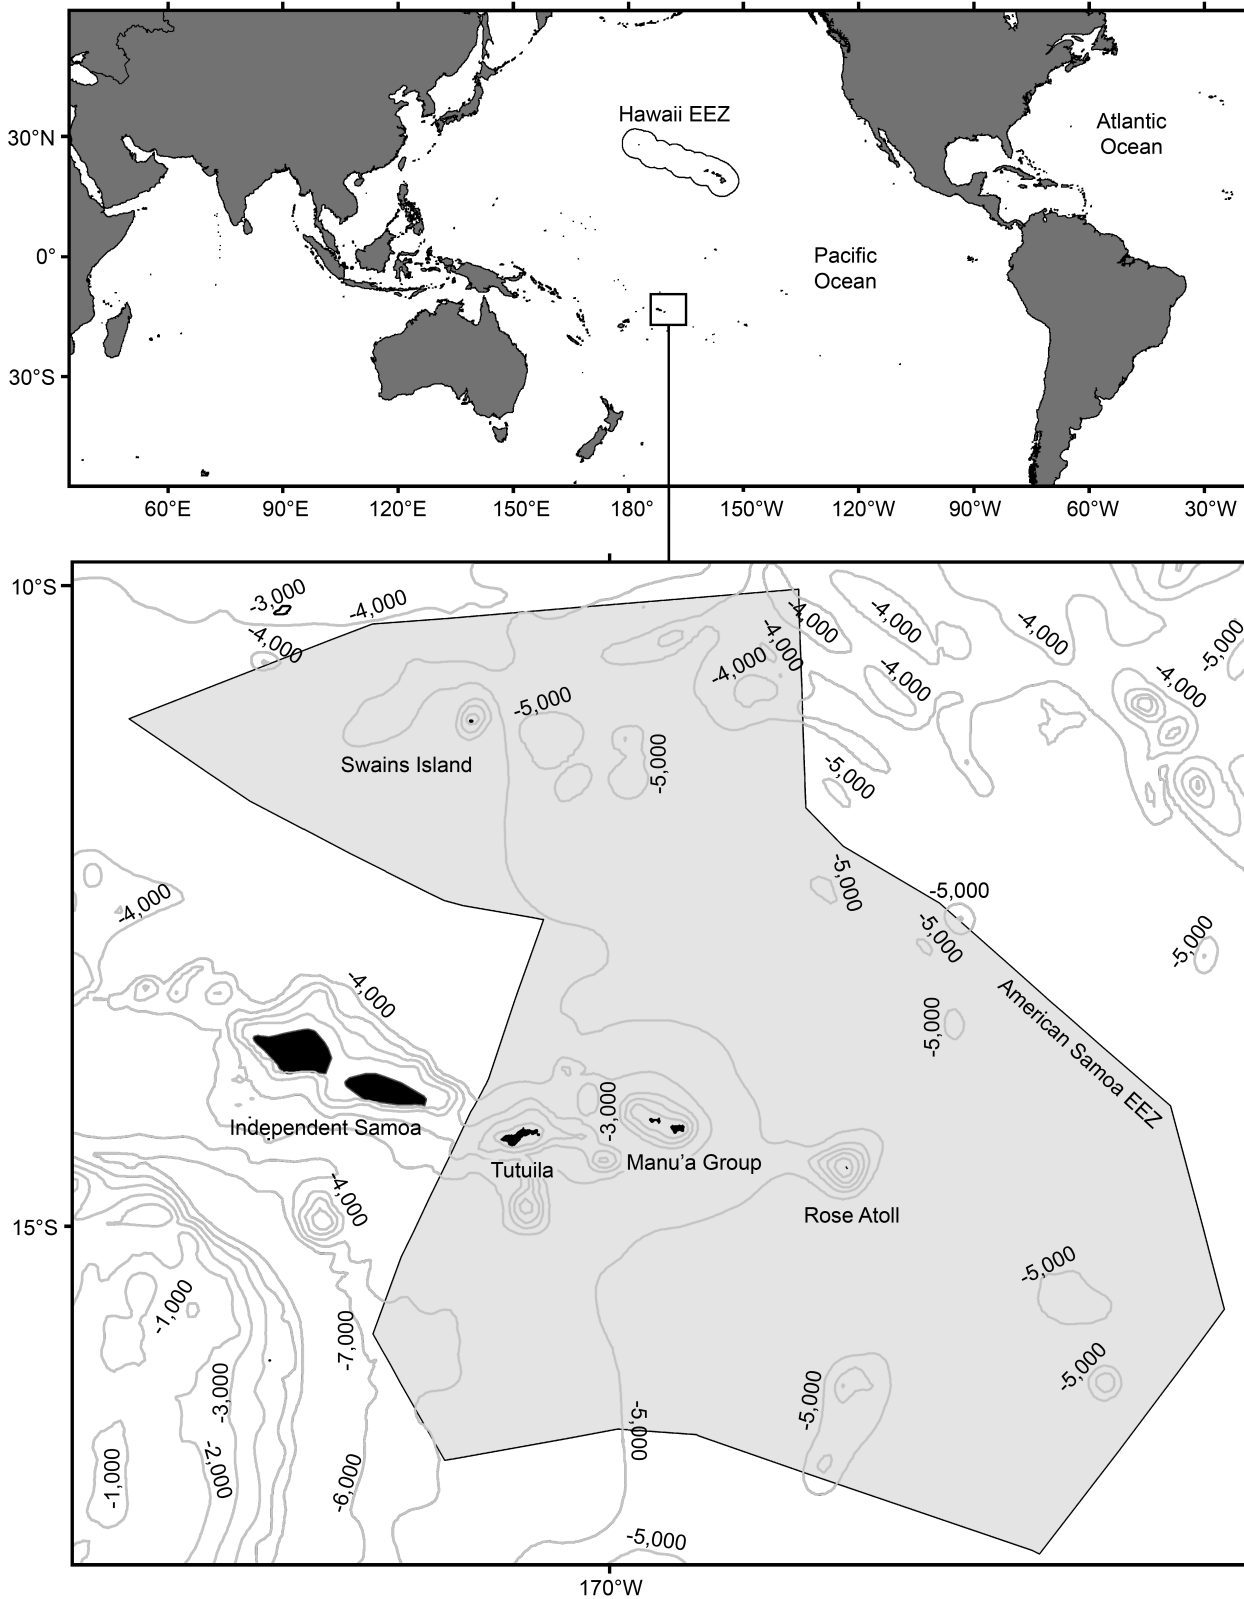 Hawaii EEZ
Atlantic
Ocean
30°N
Pacific
Ocean
0°
30°S
60°E
90°E
120°E
150°E
180°
150°W
120°W
90°W
60°W
30°W
10°S
-3,000
-4,000
-4,000
-4,000
-4,000
-4,000
-4,000
-5,000
-4,000
-4,000
-4,000
-5,000
Swains Island
-5,000
-5,000
-5,000
-4,000
-5,000
-5,000
-5,000
-4,000
American Samoa EEZ
-5,000
-3,000
Independent Samoa
Tutuila
Manu’a Group
-4,000
Rose Atoll
15°S
-5,000
-1,000
-7,000
-5,000
-3,000
-5,000
-5,000
-2,000
-1,000
-6,000
-5,000
170°W